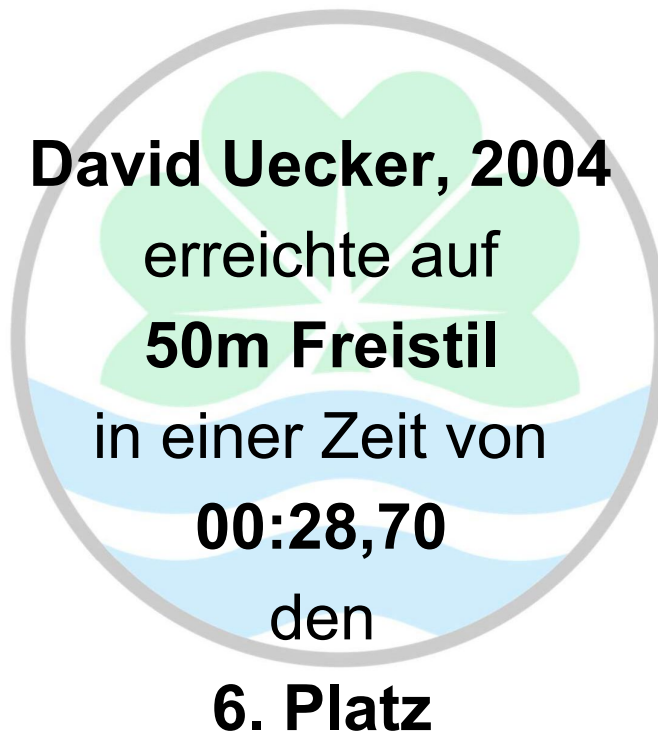 David Uecker, 2004
erreichte auf
50m Freistil
in einer Zeit von
00:28,70
den
6. Platz